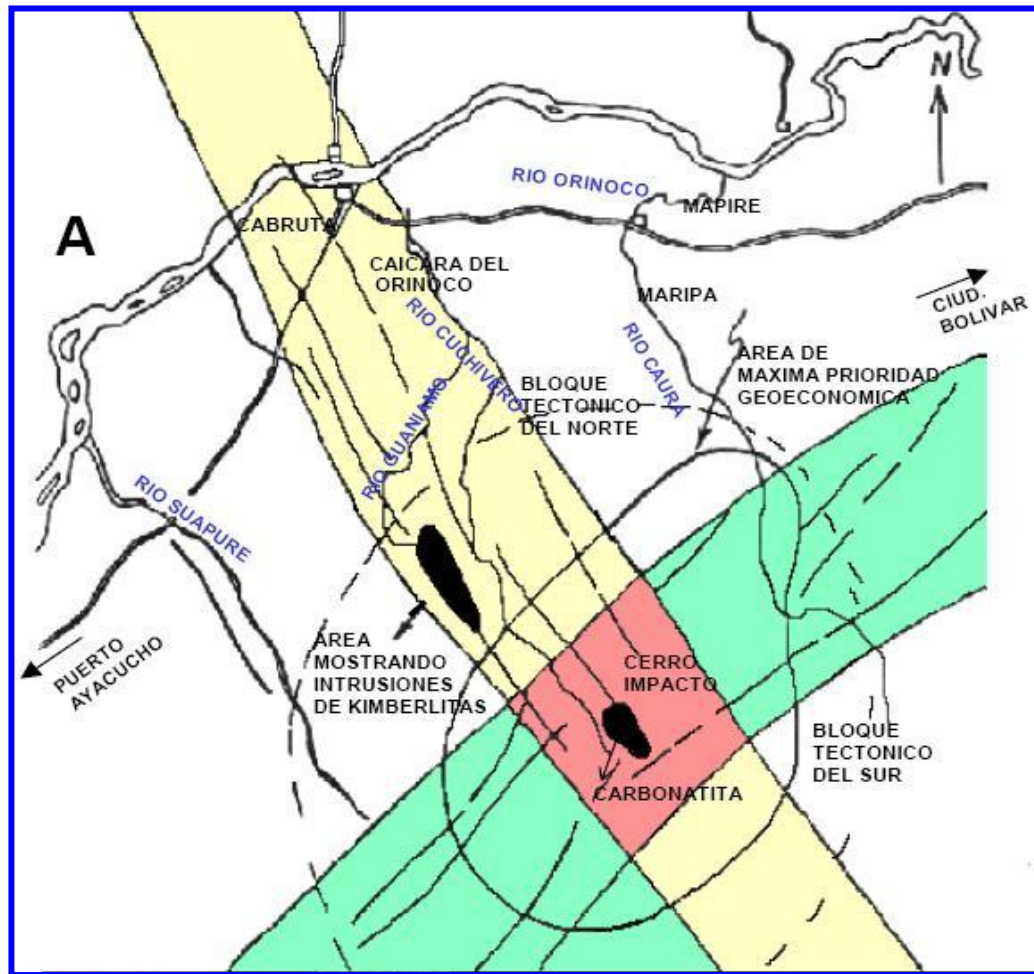 N
RIO ORINOCO
MAPIRE
A
CABRUTA
CAICARA DEL
ORINOCO
MARIPA
CIUD.
BOLIVAR
RIO CUCHIVERO
RIO CAURA
AREA DE
MAXIMA PRIORIDAD
GEOECONOMICA
BLOQUE
TECTONICO
DEL NORTE
RIO GUANIAMO
RIO SUAPURE
PUERTO
AYACUCHO
ÁREA
MOSTRANDO
INTRUSIONES
DE KIMBERLITAS
CERRO
IMPACTO
BLOQUE
TECTONICO
DEL SUR
CARBONATITA